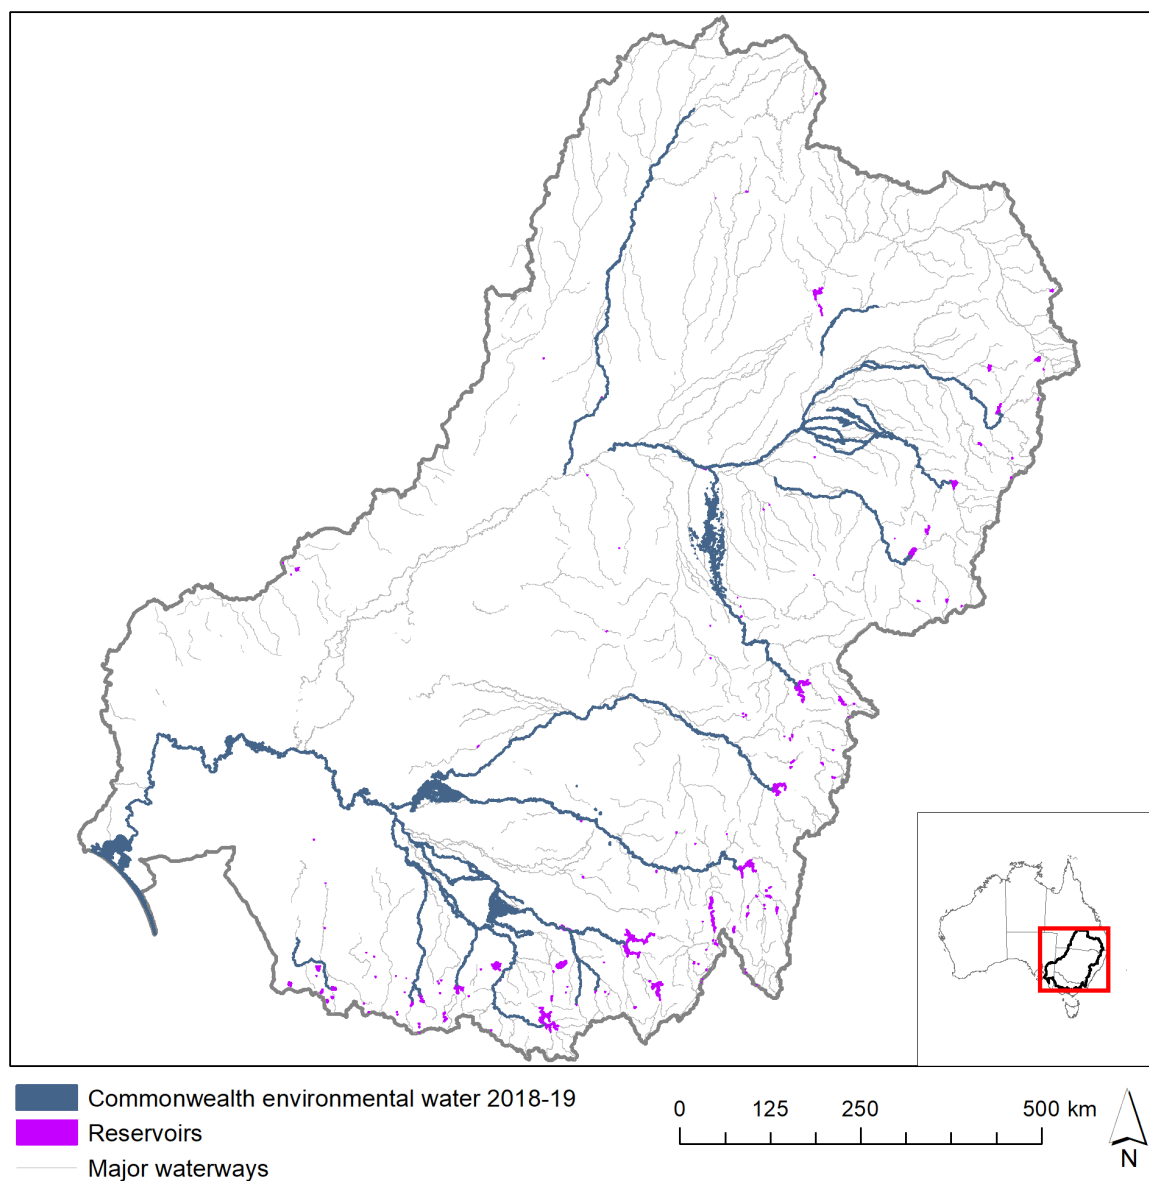 Commonwealth environmental water 2018-19
Reservoirs
Major waterways
0 125 250 500 km
N